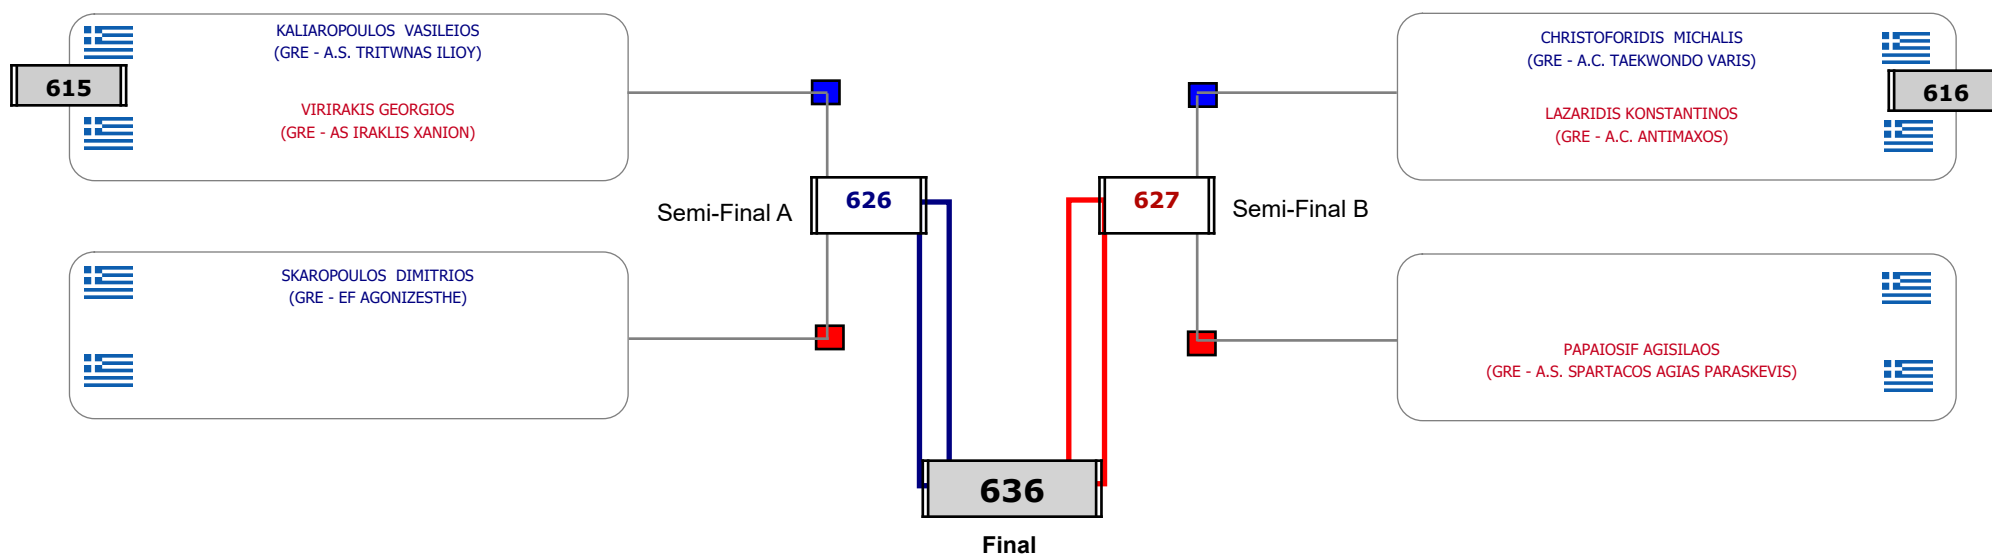 KALIAROPOULOS VASILEIOS
(GRE - A.S. TRITWNAS ILIOY)
615
VIRIRAKIS GEORGIOS
(GRE - AS IRAKLIS XANION)
CHRISTOFORIDIS MICHALIS
(GRE - A.C. TAEKWONDO VARIS)
616
LAZARIDIS KONSTANTINOS
(GRE - A.C. ANTIMAXOS)
Semi-Final A
626
627
Semi-Final B
SKAROPOULOS DIMITRIOS
(GRE - EF AGONIZESTHE)
PAPAIOSIF AGISILAOS
(GRE - A.S. SPARTACOS AGIAS PARASKEVIS)
636
Final